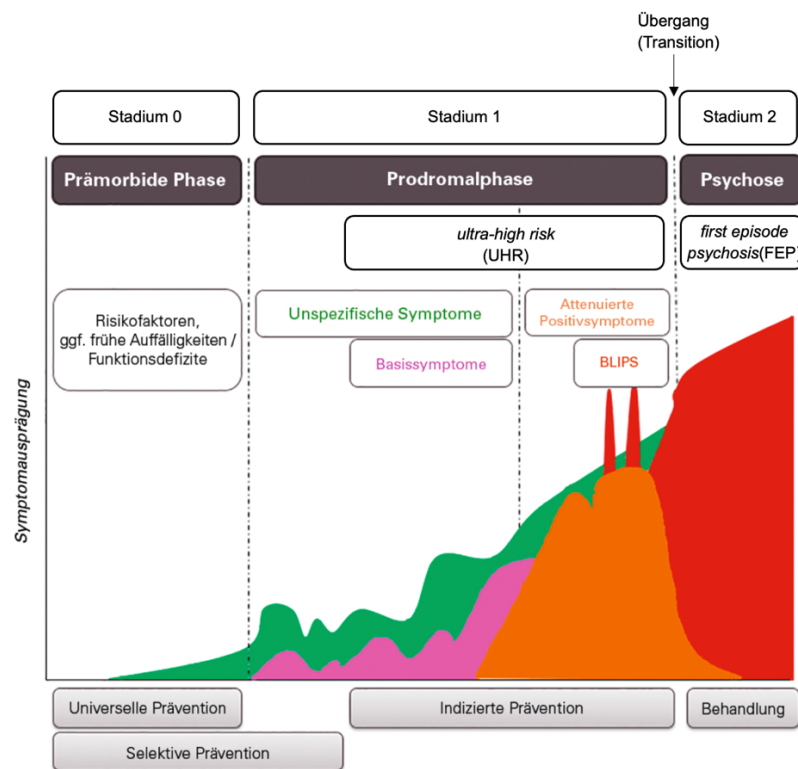 Übergang
(Transition)
Stadium 0
Stadium 1
Stadium 2
Prämorbide Phase
Prodromalphase
Psychose
ultra-high risk
(UHR)
first episode
psychosis(FEP)
Risikofaktoren,
ggf. frühe Auffälligkeiten /
Funktionsdefizite
Unspezifische Symptome
Attenuierte
Positivsymptome
Basissymptome
BLIPS
Symptomausprägung
Universelle Prävention
Indizierte Prävention
Behandlung
Selektive Prävention